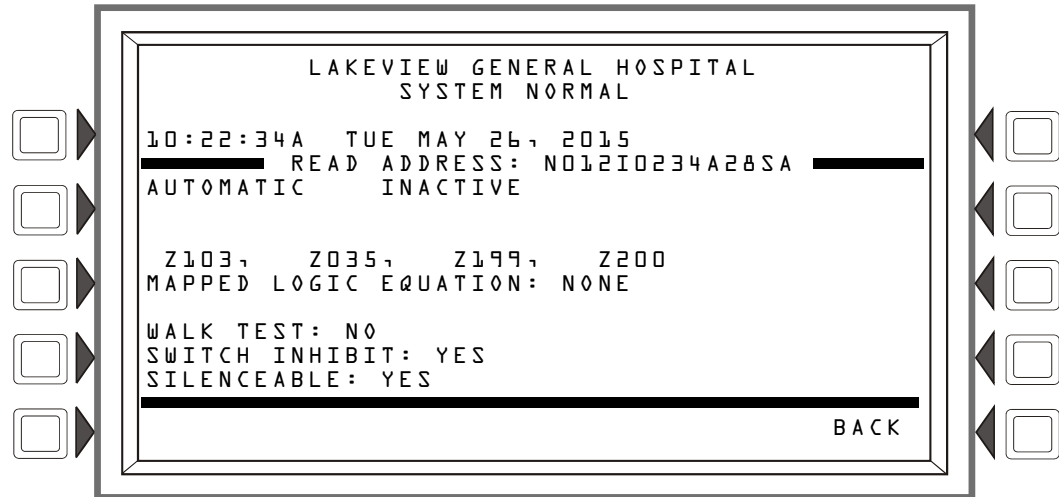 LAKEVIEW GENERAL HOSPITAL
SYSTEM NORMAL
10:22:34A TUE MAY 26, 2015
READ ADDRESS: N012I0234A28SA
AUTOMATIC INACTIVE
Z103, Z035, Z199, Z200
MAPPED LOGIC EQUATION: NONE
WALK TEST: NO
SWITCH INHIBIT: YES
SILENCEABLE: YES
BACK